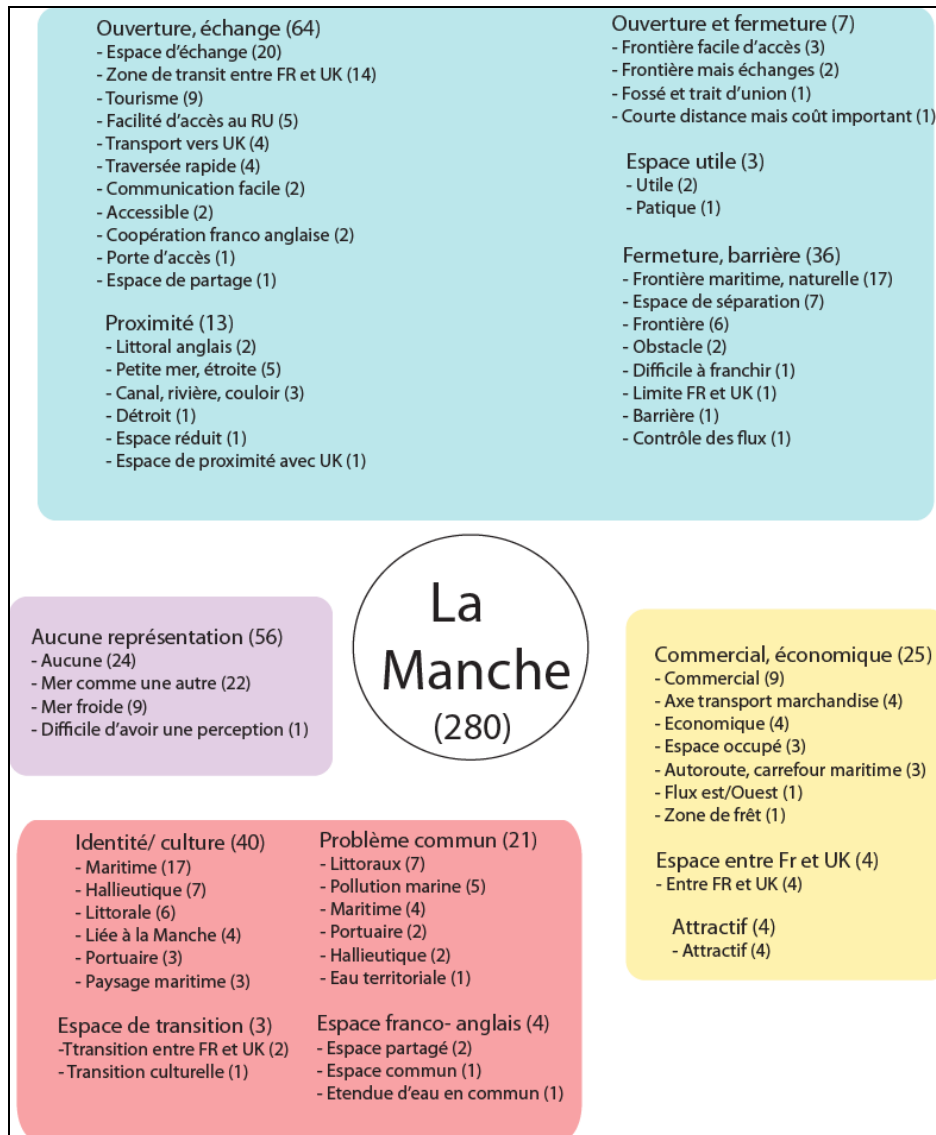 Ouverture, échange (64)
- Espace d'échange (20)
- Zone de transit entre FR et UK (14)
- Tourisme (9)
- Facilité d'accès au RU (5)
- Transport vers UK (4)
- Traversée rapide (4)
- Communication facile (2)
- Accessible (2)
- Coopération franco anglaise (2)
- Porte d'accès (1)
- Espace de partage (1)
Proximité (13)
- Littoral anglais (2)
- Petite mer, étroite (5)
- Canal, rivière, couloir (3)
- Détroit (1)
- Espace réduit (1)
- Espace de proximité avec UK (1)
Ouverture et fermeture (7)
- Frontière facile d'accès (3)
- Frontière mais échanges (2)
- Fossé et trait d'union (1)
- Courte distance mais coût important (1)
Espace utile (3)
- Utile (2)
- Patique (1)
Fermeture, barrière (36)
- Frontière maritime, naturelle (17)
- Espace de séparation (7)
- Frontière (6)
- Obstacle (2)
- Difficile à franchir (1)
- Limite FR et UK (1)
- Barrière (1)
- Contrôle des flux (1)
La
Manche
(280)
Aucune représentation (56)
- Aucune (24)
- Mer comme une autre (22)
- Mer froide (9)
- Difficile d'avoir une perception (1)
Commercial, économique (25)
- Commercial (9)
- Axe transport marchandise (4)
- Economique (4)
- Espace occupé (3)
- Autoroute, carrefour maritime (3)
- Flux est/Ouest (1)
- Zone de frêt (1)
Espace entre Fr et UK (4)
- Entre FR et UK (4)
Attractif (4)
- Attractif (4)
Identité/ culture (40)
- Maritime (17)
- Hallieutique (7)
- Littorale (6)
- Liée à la Manche (4)
- Portuaire (3)
- Paysage maritime (3)
Espace de transition (3)
-Ttransition entre FR et UK (2)
- Transition culturelle (1)
Problème commun (21)
- Littoraux (7)
- Pollution marine (5)
- Maritime (4)
- Portuaire (2)
- Hallieutique (2)
- Eau territoriale (1)
Espace franco- anglais (4)
- Espace partagé (2)
- Espace commun (1)
- Etendue d'eau en commun (1)